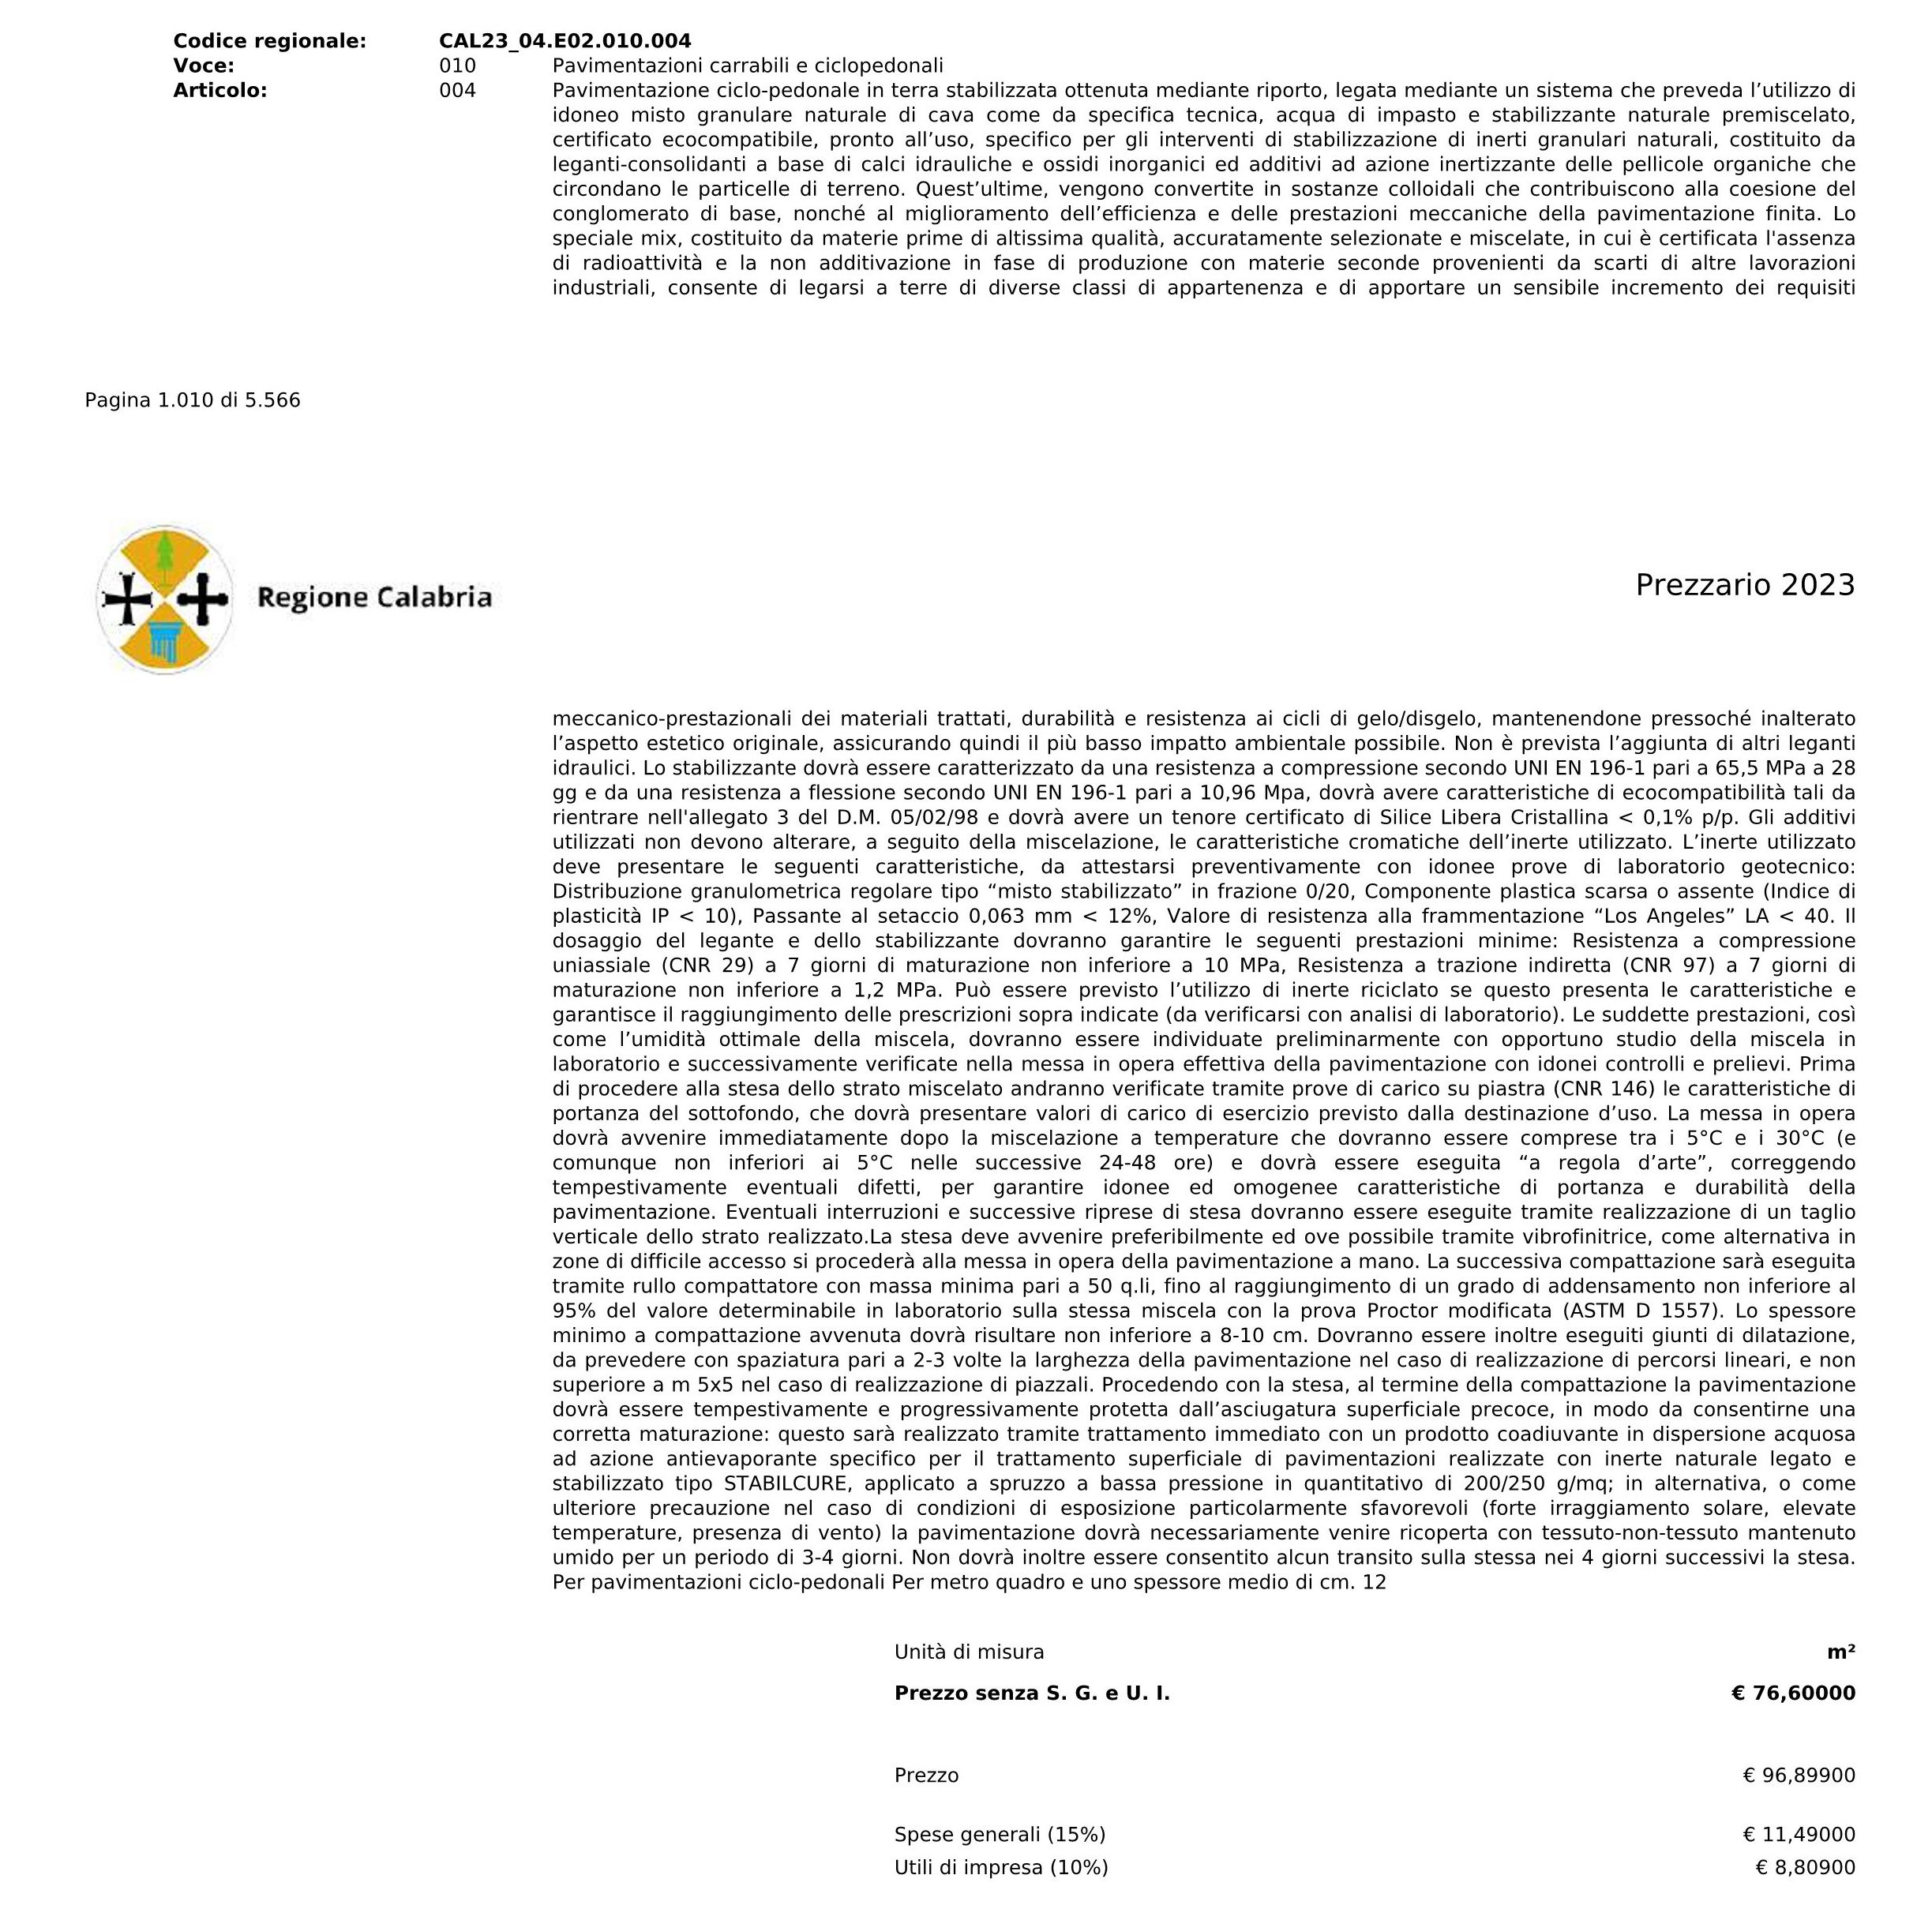 Codice regionale: CAL23_04.E02.010.004
Voce: 010 Pavimentazioni carrabili e ciclopedonali
Articolo: 004 Pavimentazione ciclo-pedonale in terra stabilizzata ottenuta mediante riporto, legata mediante un sistema che preveda l’utilizzo di
idoneo misto granulare naturale di cava come da specifica tecnica, acqua di impasto e stabilizzante naturale premiscelato,
certificato ecocompatibile, pronto all’uso, specifico per gli interventi di stabilizzazione di inerti granulari naturali, costituito da
leganti-consolidanti a base di calci idrauliche e ossidi inorganici ed additivi ad azione inertizzante delle pellicole organiche che
circondano le particelle di terreno. Quest’ultime, vengono convertite in sostanze colloidali che contribuiscono alla coesione del
conglomerato di base, nonché al miglioramento dell’efficienza e delle prestazioni meccaniche della pavimentazione finita. Lo
speciale mix, costituito da materie prime di altissima qualità, accuratamente selezionate e miscelate, in cui è certificata l'assenza
di radioattività e la non additivazione in fase di produzione con materie seconde provenienti da scarti di altre lavorazioni
industriali, consente di legarsi a terre di diverse classi di appartenenza e di apportare un sensibile incremento dei requisiti
Pagina 1.010 di 5.566
Regione Calabria
Prezzario 2023
meccanico-prestazionali dei materiali trattati, durabilità e resistenza ai cicli di gelo/disgelo, mantenendone pressoché inalterato
l’aspetto estetico originale, assicurando quindi il più basso impatto ambientale possibile. Non è prevista l’aggiunta di altri leganti
idraulici. Lo stabilizzante dovrà essere caratterizzato da una resistenza a compressione secondo UNI EN 196-1 pari a 65,5 MPa a 28
gg e da una resistenza a flessione secondo UNI EN 196-1 pari a 10,96 Mpa, dovrà avere caratteristiche di ecocompatibilità tali da
rientrare nell'allegato 3 del D.M. 05/02/98 e dovrà avere un tenore certificato di Silice Libera Cristallina < 0,1% p/p. Gli additivi
utilizzati non devono alterare, a seguito della miscelazione, le caratteristiche cromatiche dell’inerte utilizzato. L’inerte utilizzato
deve presentare le seguenti caratteristiche, da attestarsi preventivamente con idonee prove di laboratorio geotecnico:
Distribuzione granulometrica regolare tipo “misto stabilizzato” in frazione 0/20, Componente plastica scarsa o assente (Indice di
plasticità IP < 10), Passante al setaccio 0,063 mm < 12%, Valore di resistenza alla frammentazione “Los Angeles” LA < 40. Il
dosaggio del legante e dello stabilizzante dovranno garantire le seguenti prestazioni minime: Resistenza a compressione
uniassiale (CNR 29) a 7 giorni di maturazione non inferiore a 10 MPa, Resistenza a trazione indiretta (CNR 97) a 7 giorni di
maturazione non inferiore a 1,2 MPa. Può essere previsto l’utilizzo di inerte riciclato se questo presenta le caratteristiche e
garantisce il raggiungimento delle prescrizioni sopra indicate (da verificarsi con analisi di laboratorio). Le suddette prestazioni, così
come l’umidità ottimale della miscela, dovranno essere individuate preliminarmente con opportuno studio della miscela in
laboratorio e successivamente verificate nella messa in opera effettiva della pavimentazione con idonei controlli e prelievi. Prima
di procedere alla stesa dello strato miscelato andranno verificate tramite prove di carico su piastra (CNR 146) le caratteristiche di
portanza del sottofondo, che dovrà presentare valori di carico di esercizio previsto dalla destinazione d’uso. La messa in opera
dovrà avvenire immediatamente dopo la miscelazione a temperature che dovranno essere comprese tra i 5°C e i 30°C (e
comunque non inferiori ai 5°C nelle successive 24-48 ore) e dovrà essere eseguita “a regola d’arte”, correggendo
tempestivamente eventuali difetti, per garantire idonee ed omogenee caratteristiche di portanza e durabilità della
pavimentazione. Eventuali interruzioni e successive riprese di stesa dovranno essere eseguite tramite realizzazione di un taglio
verticale dello strato realizzato.La stesa deve avvenire preferibilmente ed ove possibile tramite vibrofinitrice, come alternativa in
zone di difficile accesso si procederà alla messa in opera della pavimentazione a mano. La successiva compattazione sarà eseguita
tramite rullo compattatore con massa minima pari a 50 q.li, fino al raggiungimento di un grado di addensamento non inferiore al
95% del valore determinabile in laboratorio sulla stessa miscela con la prova Proctor modificata (ASTM D 1557). Lo spessore
minimo a compattazione avvenuta dovrà risultare non inferiore a 8-10 cm. Dovranno essere inoltre eseguiti giunti di dilatazione,
da prevedere con spaziatura pari a 2-3 volte la larghezza della pavimentazione nel caso di realizzazione di percorsi lineari, e non
superiore a m 5x5 nel caso di realizzazione di piazzali. Procedendo con la stesa, al termine della compattazione la pavimentazione
dovrà essere tempestivamente e progressivamente protetta dall’asciugatura superficiale precoce, in modo da consentirne una
corretta maturazione: questo sarà realizzato tramite trattamento immediato con un prodotto coadiuvante in dispersione acquosa
ad azione antievaporante specifico per il trattamento superficiale di pavimentazioni realizzate con inerte naturale legato e
stabilizzato tipo STABILCURE, applicato a spruzzo a bassa pressione in quantitativo di 200/250 g/mq; in alternativa, o come
ulteriore precauzione nel caso di condizioni di esposizione particolarmente sfavorevoli (forte irraggiamento solare, elevate
temperature, presenza di vento) la pavimentazione dovrà necessariamente venire ricoperta con tessuto-non-tessuto mantenuto
umido per un periodo di 3-4 giorni. Non dovrà inoltre essere consentito alcun transito sulla stessa nei 4 giorni successivi la stesa.
Per pavimentazioni ciclo-pedonali Per metro quadro e uno spessore medio di cm. 12
Unità di misura m²
Prezzo senza S. G. e U. I. € 76,60000
Prezzo € 96,89900
Spese generali (15%) € 11,49000
Utili di impresa (10%) € 8,80900